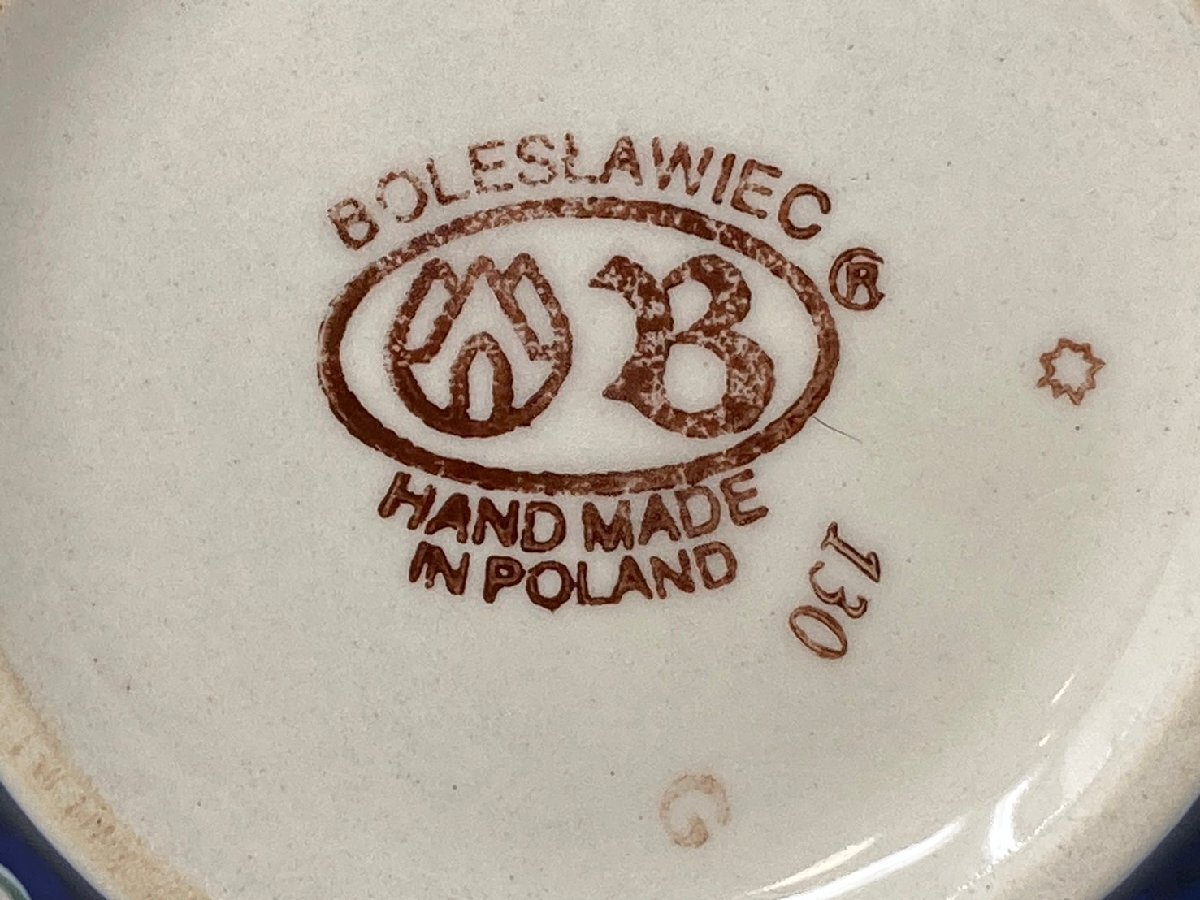 BOLESŁAWIEC
®
B
HAND MADE
IN POLAND
130
G